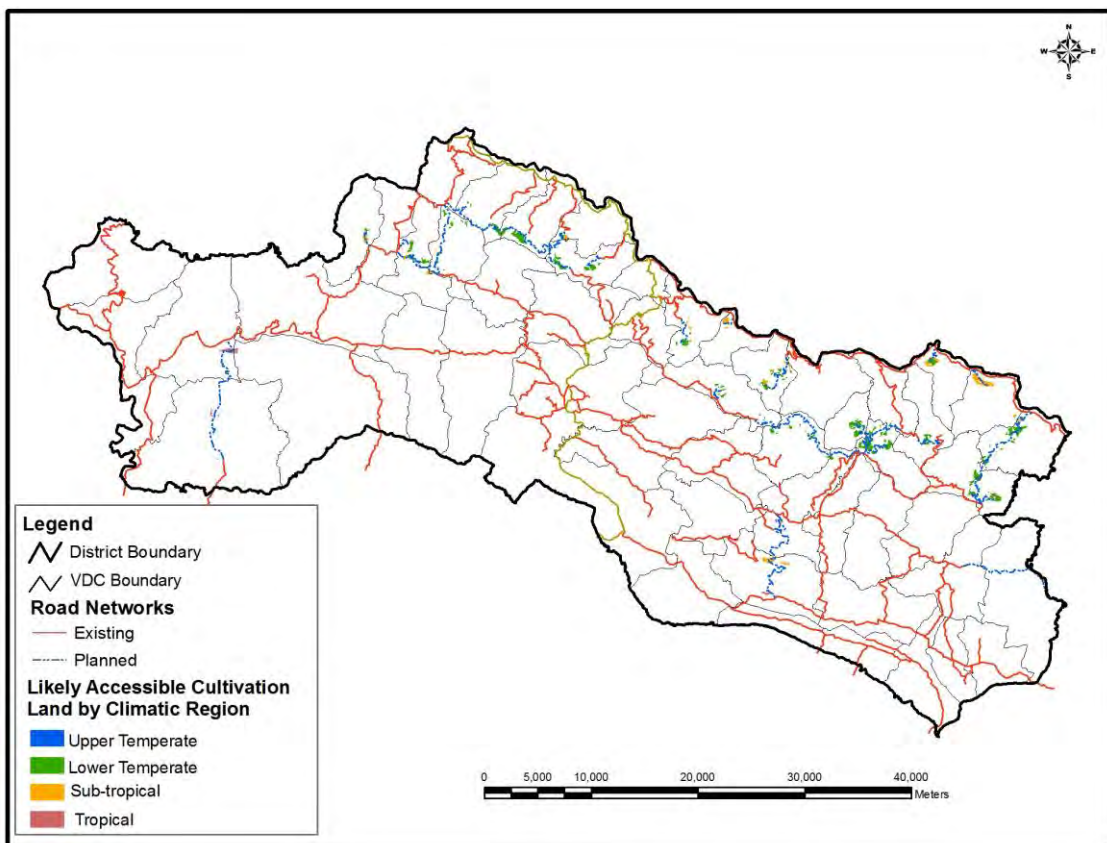 N
W E
S
Legend
District Boundary
VDC Boundary
Road Networks
Existing
Planned
Likely Accessible Cultivation
Land by Climatic Region
Upper Temperate
Lower Temperate
Sub-tropical
Tropical
0 5,000 10,000 20,000 30,000 40,000
Meters